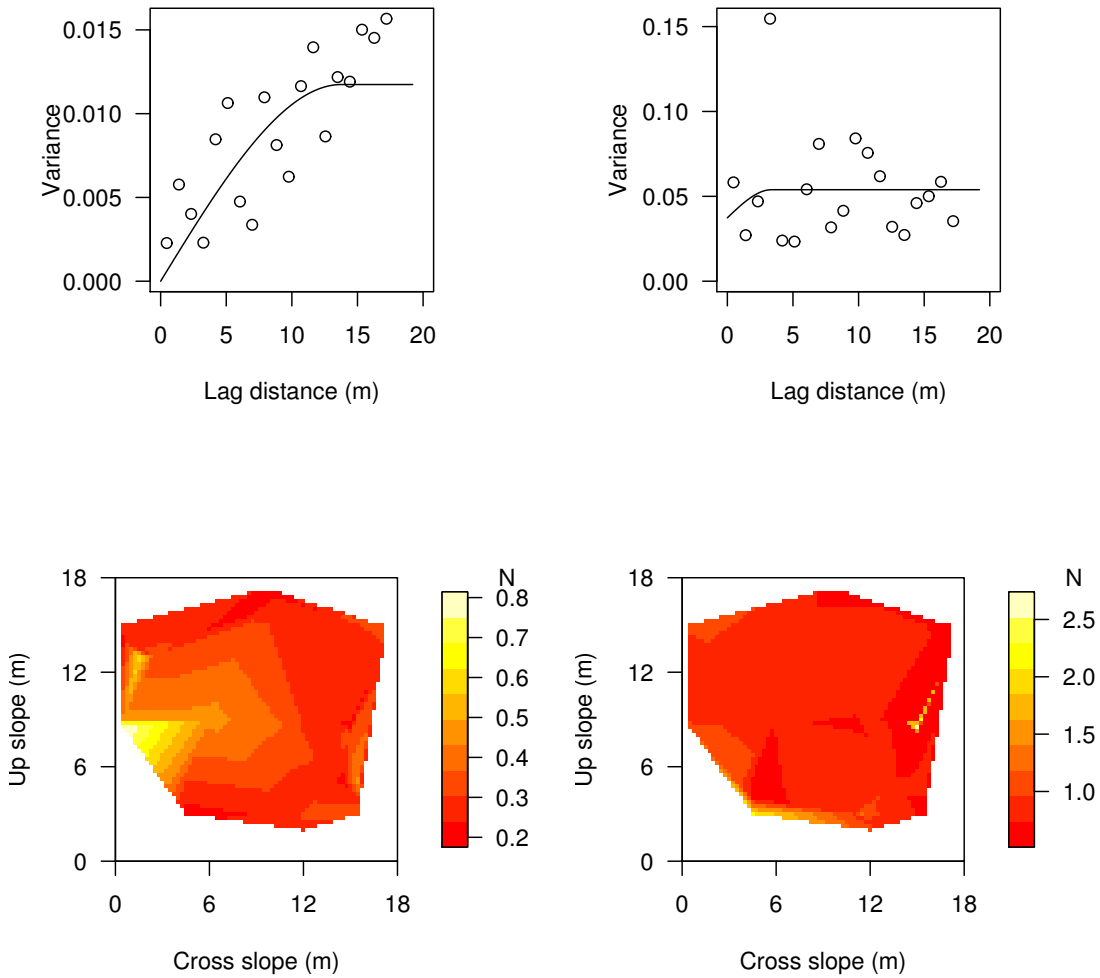 0.015
0.010
0.005
0.000
Variance
0 5 10 15 20
Lag distance (m)
0.15
0.10
0.05
0.00
Variance
0 5 10 15 20
Lag distance (m)
18
12
6
0
Up slope (m)
0 6 12 18
Cross slope (m)
N
0.8
0.7
0.6
0.5
0.4
0.3
0.2
18
12
6
0
Up slope (m)
0 6 12 18
Cross slope (m)
N
2.5
2.0
1.5
1.0